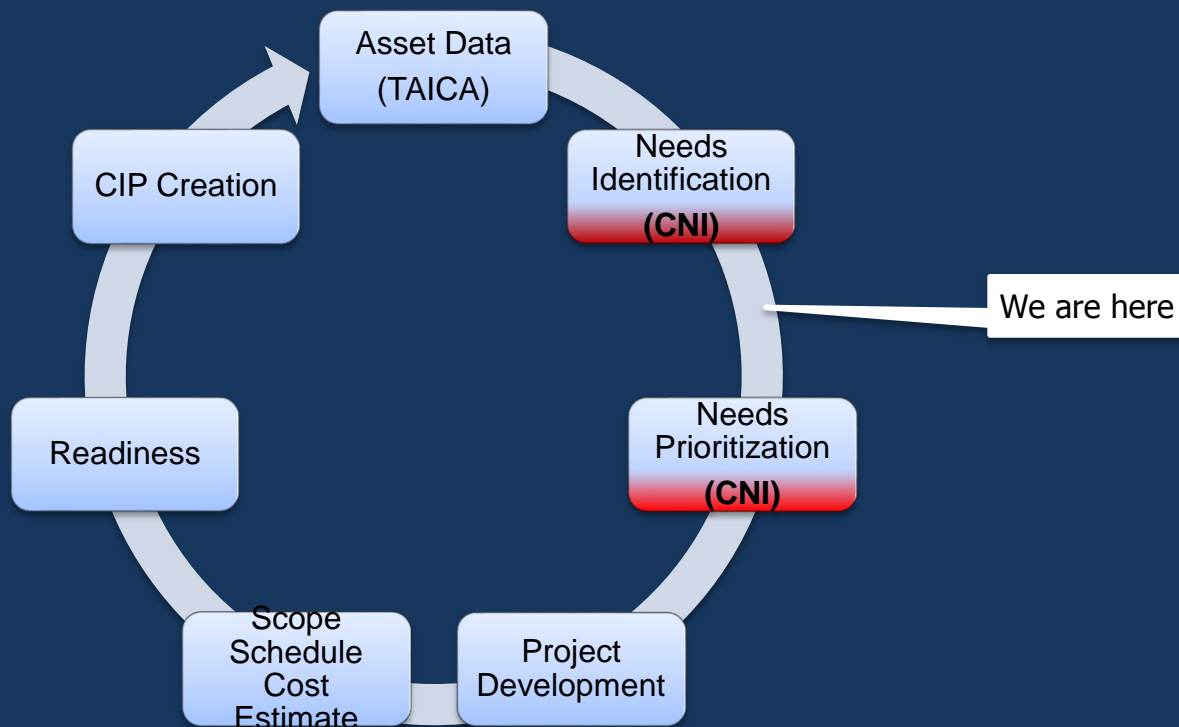 Asset Data
(TAICA)
Needs
Identification
(CNI)
We are here
Needs
Prioritization
(CNI)
Project
Development
Scope
Schedule
Cost
Estimate
Readiness
CIP Creation